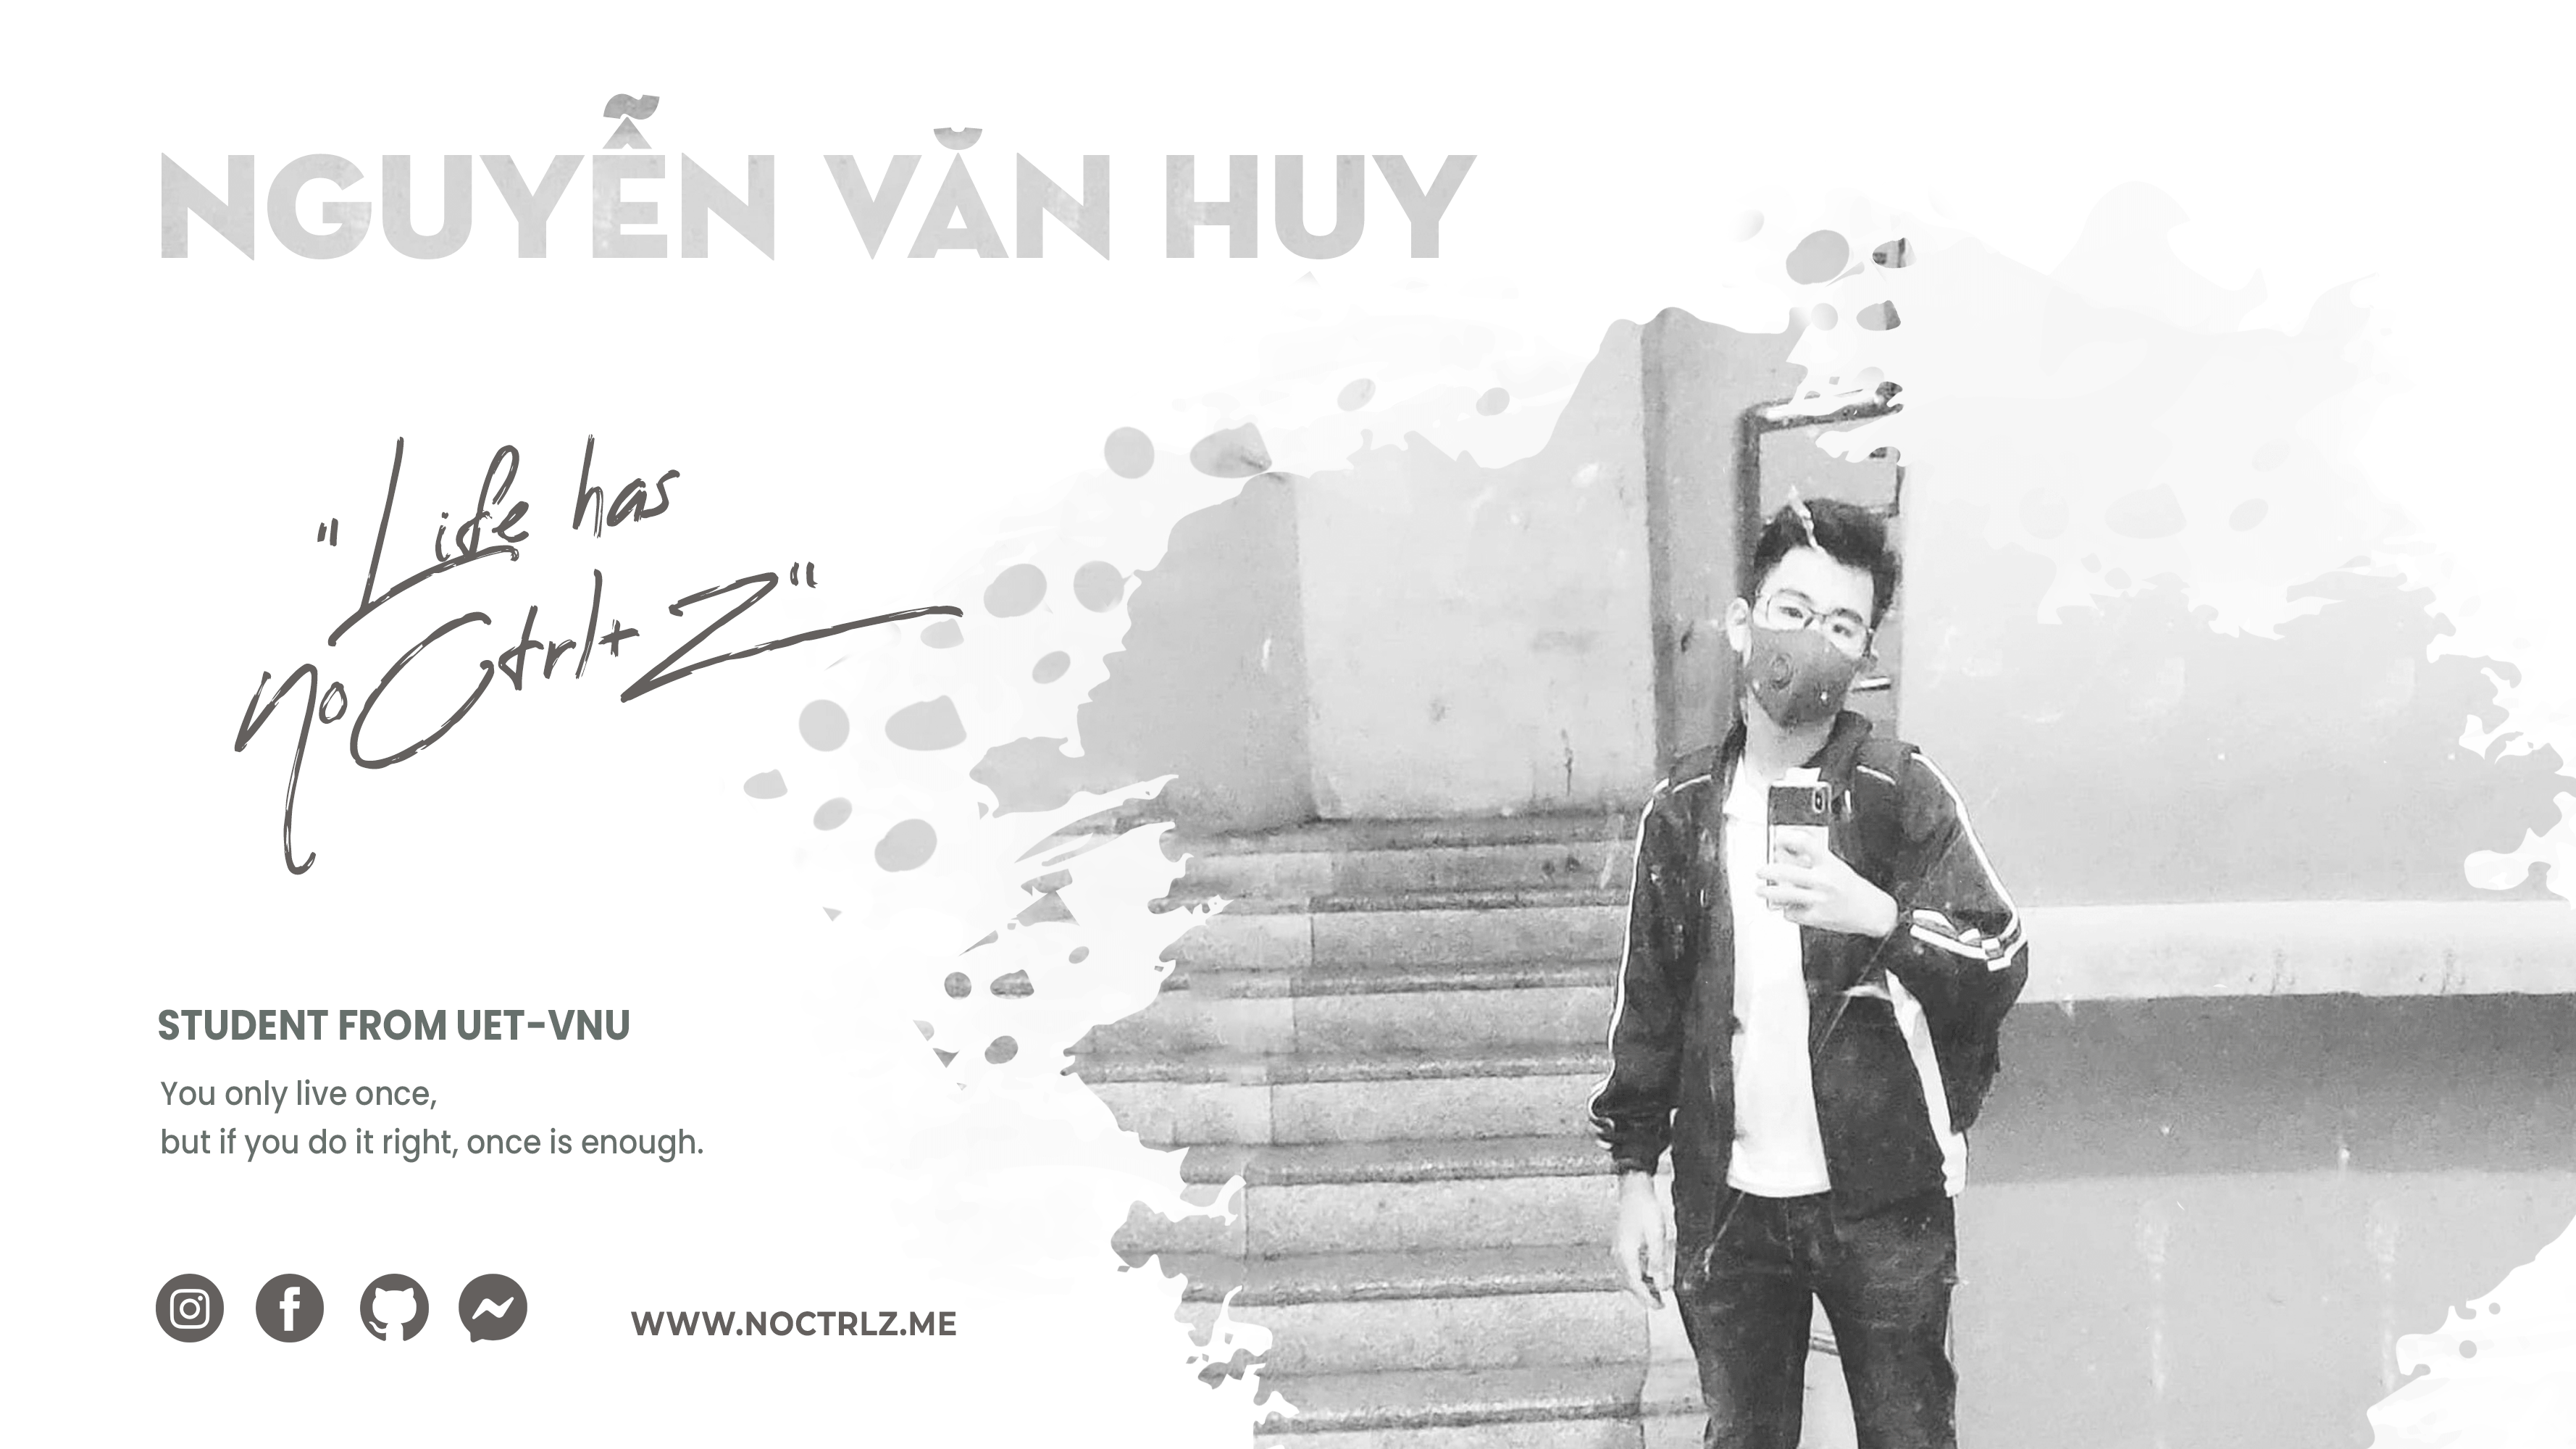 NGUYỄN VĂN HUY
"Life has
no Ctrl+Z"
STUDENT FROM UET-VNU
You only live once,
but if you do it right, once is enough.
WWW.NOCTRLZ.ME